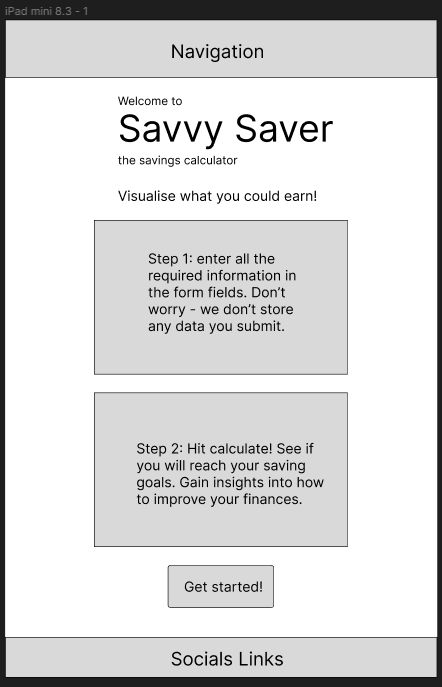 iPad mini 8.3 - 1
Navigation
Welcome to
Savvy Saver
the savings calculator
Visualise what you could earn!
Step 1: enter all the
required information in
the form fields. Don’t
worry - we don’t store
any data you submit.
Step 2: Hit calculate! See if
you will reach your saving
goals. Gain insights into how
to improve your finances.
Get started!
Socials Links